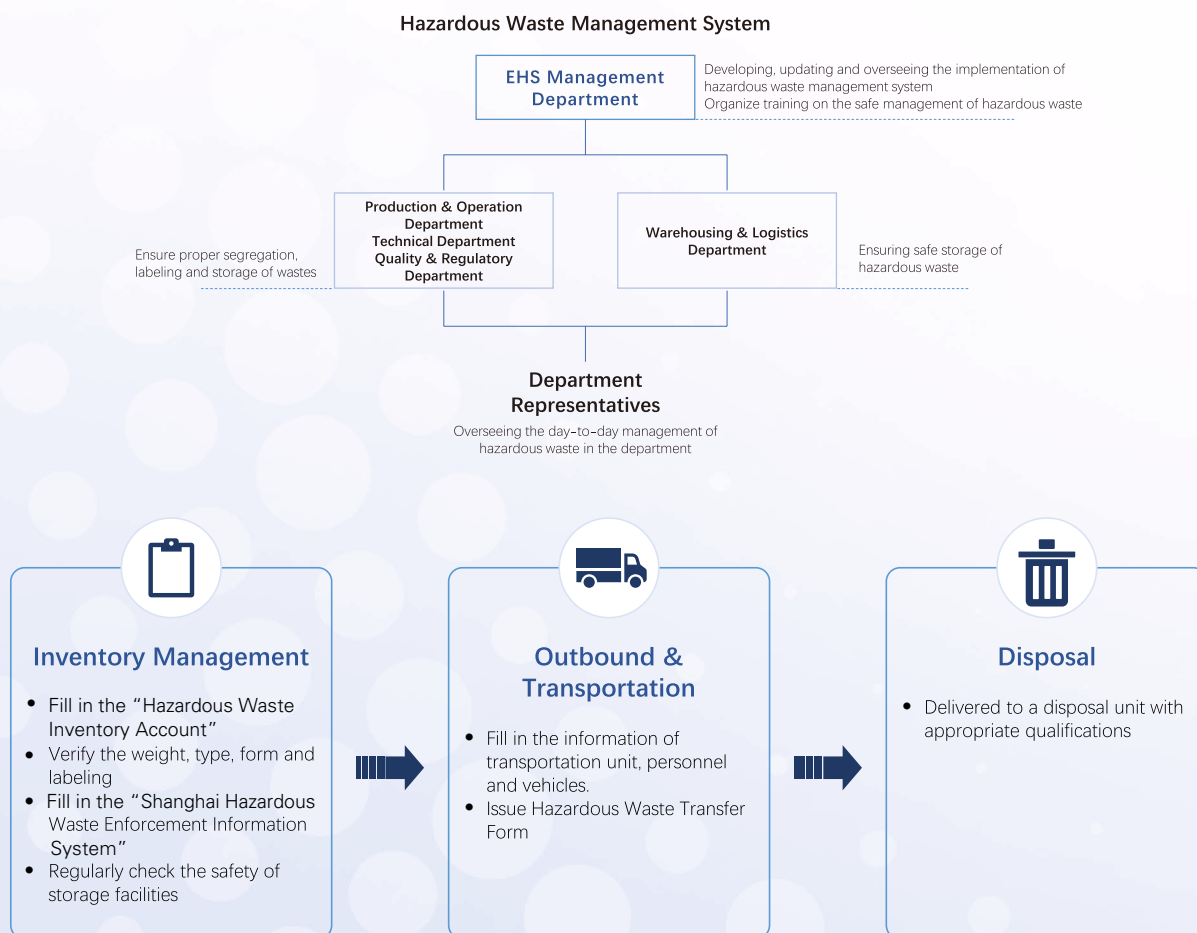 Hazardous Waste Management System
EHS Management
Department
Developing, updating and overseeing the implementation of
hazardous waste management system
Organize training on the safe management of hazardous waste
Production & Operation
Department
Technical Department
Quality & Regulatory
Department
Ensure proper segregation,
labeling and storage of wastes
Warehousing & Logistics
Department
Ensuring safe storage of
hazardous waste
Department
Representatives
Overseeing the day-to-day management of
hazardous waste in the department
Inventory Management
• Fill in the “Hazardous Waste
Inventory Account”
• Verify the weight, type, form and
labeling
• Fill in the “Shanghai Hazardous
Waste Enforcement Information
System”
• Regularly check the safety of
storage facilities
Outbound &
Transportation
• Fill in the information of
transportation unit, personnel
and vehicles.
• Issue Hazardous Waste Transfer
Form
Disposal
• Delivered to a disposal unit with
appropriate qualifications